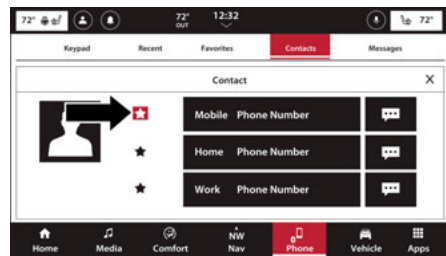 72° 72° 12:32 72°
OUT
Keypad Recent Favorites Contacts Messages
Contact X
Mobile Phone Number
Home Phone Number
Work Phone Number
NW
Home Media Comfort Nav Phone Vehicle Apps